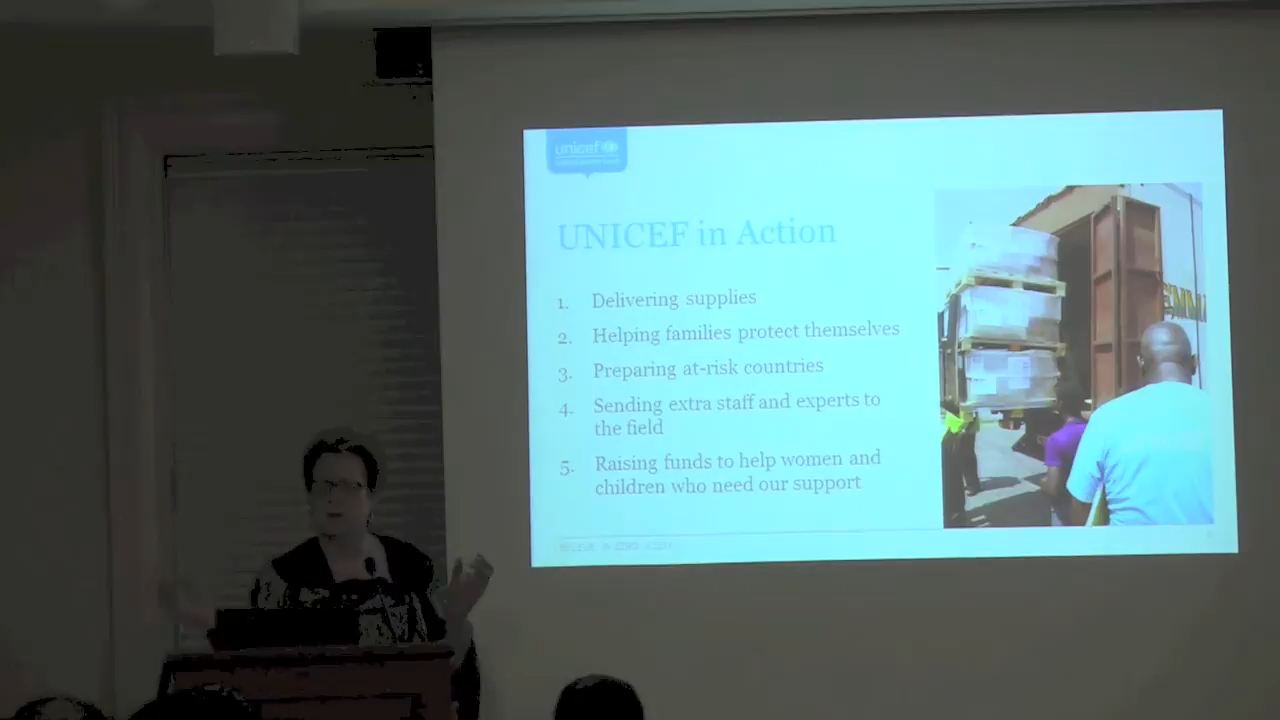 unicef
UNICEF in Action
1. Delivering supplies
2. Helping families protect themselves
3. Preparing at-risk countries
4. Sending extra staff and experts to
the field
5. Raising funds to help women and
children who need our support